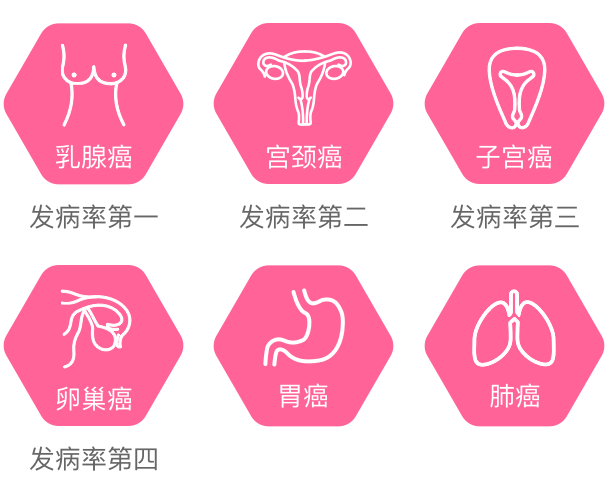 乳腺癌
宫颈癌
子宫癌
发病率第一
发病率第二
发病率第三
卵巢癌
胃癌
肺癌
发病率第四